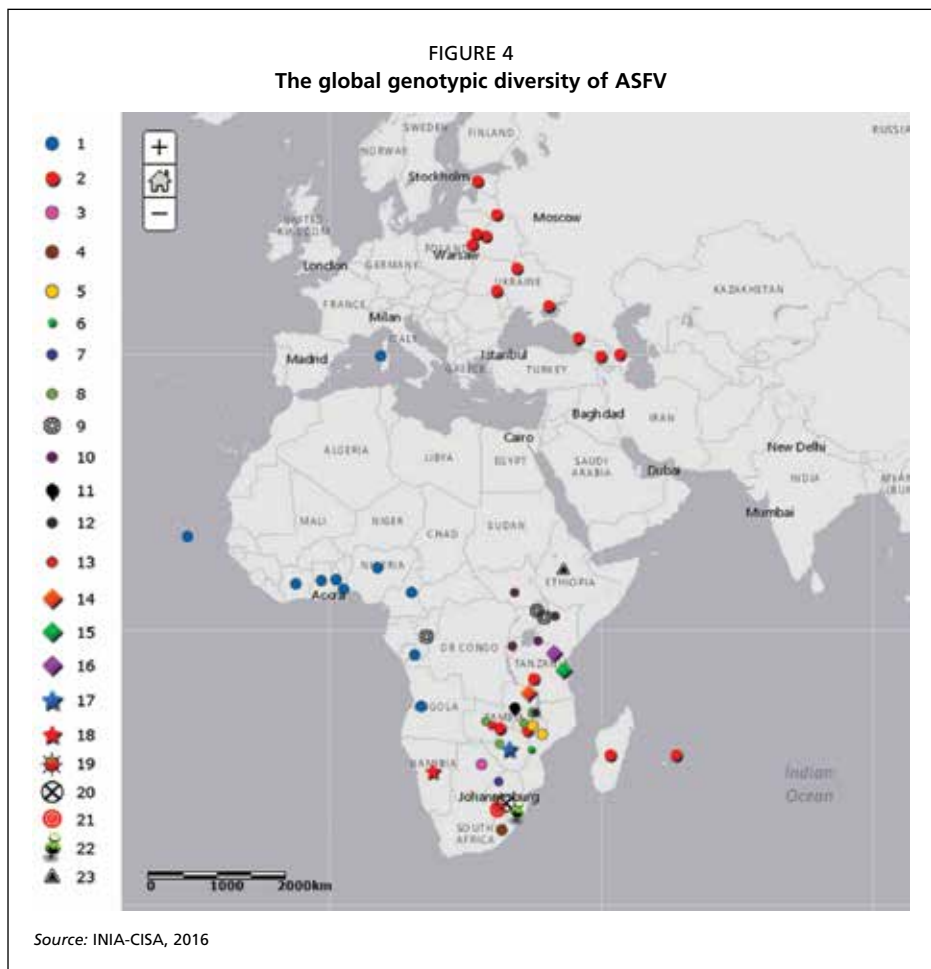 FIGURE 4
The global genotypic diversity of ASFV
1
2
3
4
5
6
7
8
9
10
11
12
13
14
15
16
17
18
19
20
21
22
23
+
−
SWEDEN
FINLAND
NORWAY
RUSSIA
Stockholm
Moscow
UNITED
KINGDOM
London
GERMANY
POLAND
Warsaw
UKRAINE
KAZAKHSTAN
FRANCE
Milan
ITALY
Madrid
Istanbul
GREECE
TURKEY
Baghdad
IRAN
Cairo
ALGERIA
LIBYA
EGYPT
SAUDI
ARABIA
Dubai
New Delhi
INDIA
Mumbai
MALI
NIGER
CHAD
SUDAN
NIGERIA
Accra
ETHIOPIA
DR CONGO
TANZAN
ANGOLA
ZAMB
NAMIBIA
Johannesburg
SOUTH
AFRICA
Indian
Ocean
0 1000 2000km
Source: INIA-CISA, 2016